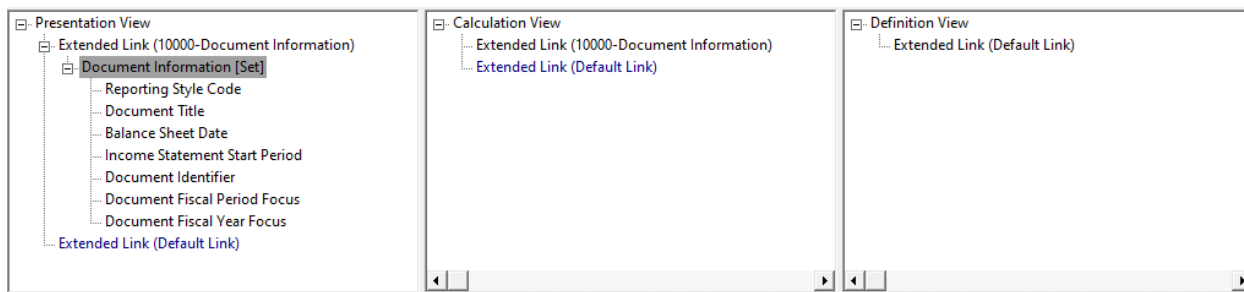 Presentation View
Extended Link (10000-Document Information)
Document Information [Set]
Reporting Style Code
Document Title
Balance Sheet Date
Income Statement Start Period
Document Identifier
Document Fiscal Period Focus
Document Fiscal Year Focus
Extended Link (Default Link)
Calculation View
Extended Link (10000-Document Information)
Extended Link (Default Link)
Definition View
Extended Link (Default Link)